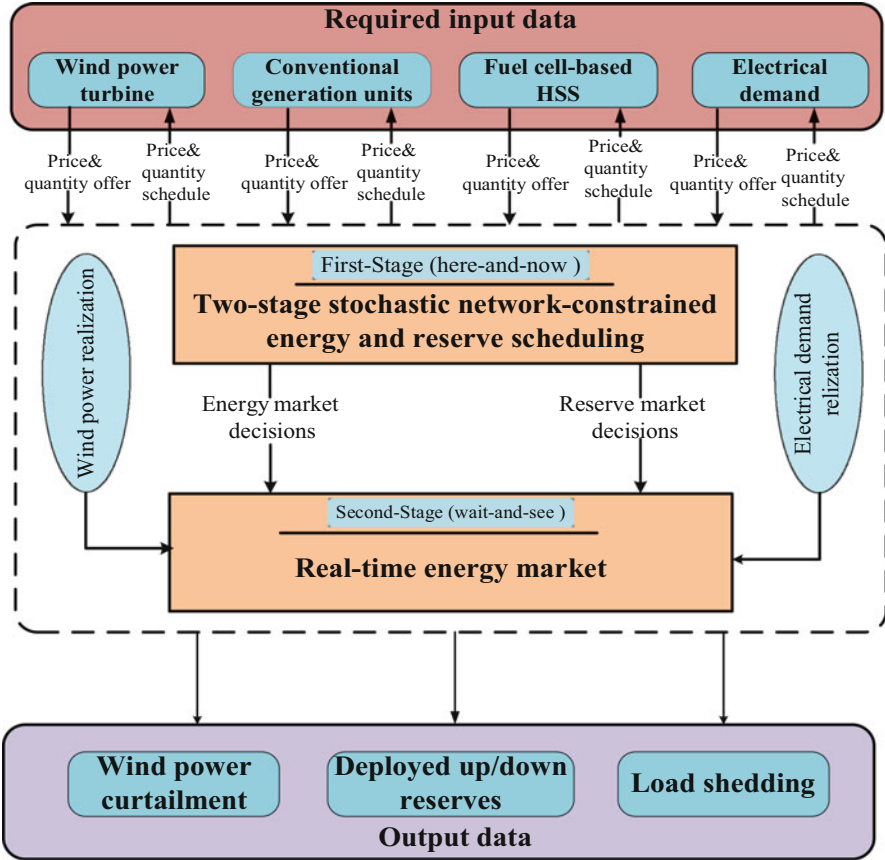 Required input data
Wind power
turbine
Conventional
generation units
Fuel cell-based
HSS
Electrical
demand
Price&
quantity offer
Price&
quantity
schedule
Price&
quantity offer
Price&
quantity
schedule
Price&
quantity offer
Price&
quantity
schedule
Price&
quantity offer
Price&
quantity
schedule
Wind power realization
First-Stage (here-and-now )
Two-stage stochastic network-constrained
energy and reserve scheduling
Electrical demand
relization
Energy market
decisions
Reserve market
decisions
Second-Stage (wait-and-see )
Real-time energy market
Wind power
curtailment
Deployed up/down
reserves
Load shedding
Output data